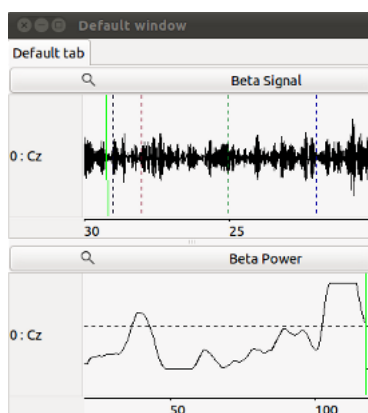 Default window
Default tab
Beta Signal
0 : Cz
30 25
Beta Power
0 : Cz
50 100